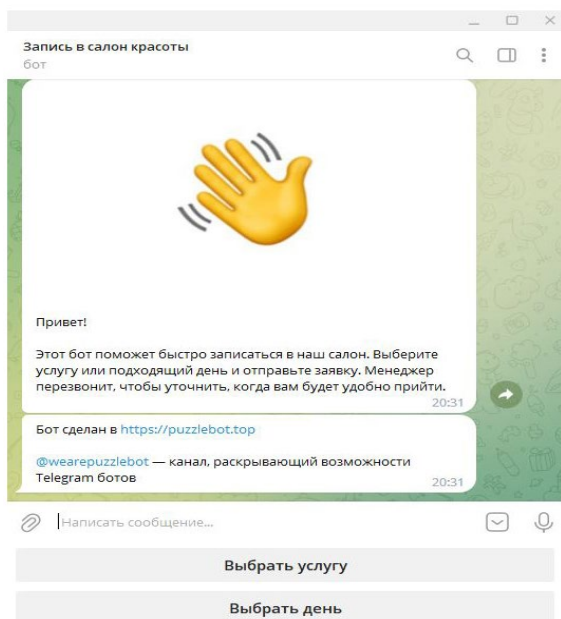 Запись в салон красоты
бот
Привет!
Этот бот поможет быстро записаться в наш салон. Выберите
услугу или подходящий день и отправьте заявку. Менеджер
перезвонит, чтобы уточнить, когда вам будет удобно прийти.
20:31
Бот сделан в https://puzzlebot.top
@wearepuzzlebot — канал, раскрывающий возможности
Telegram ботов
20:31
Написать сообщение...
Выбрать услугу
Выбрать день